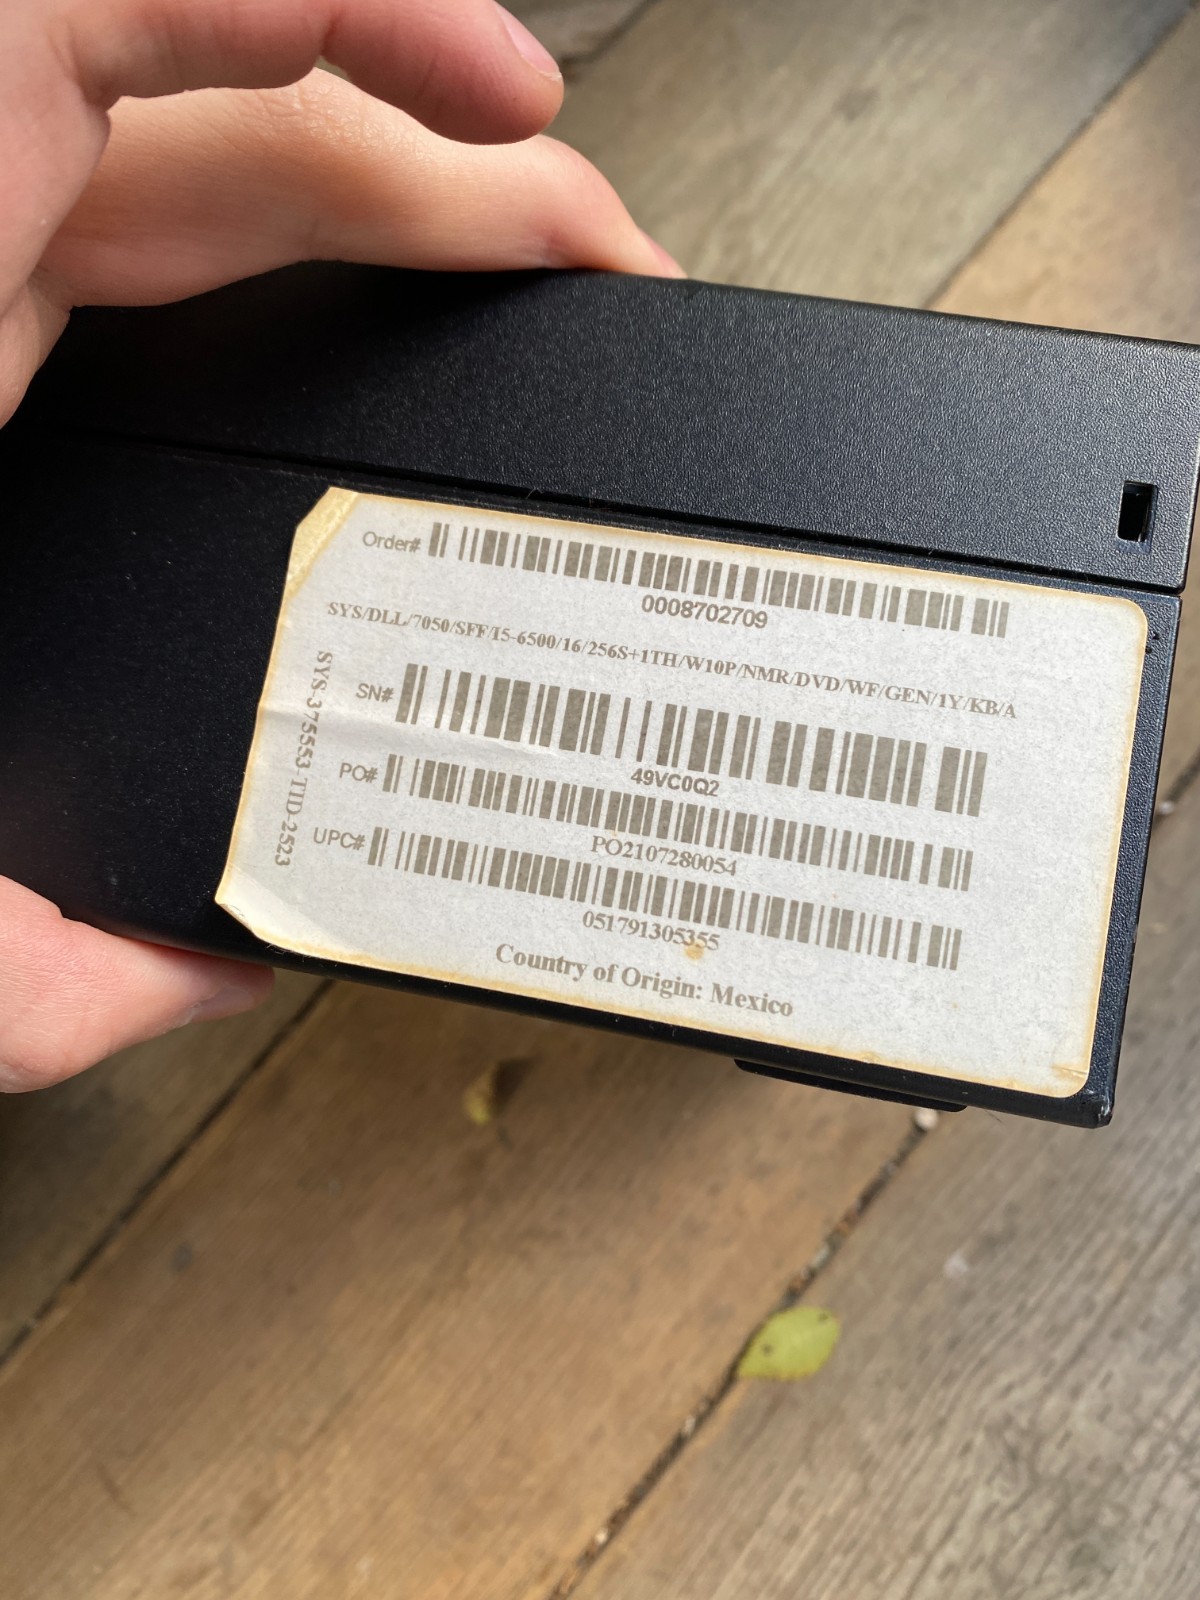 Order#
0008702709
SYS/DLL/7050/SFF/I5-6500/16/256S+1TH/W10P/NMR/DVD/WF/GEN/1Y/KB/A
SN#
49VC0Q2
PO#
PO2107280054
UPC#
051791305355
Country of Origin: Mexico
SYS-375553-TID-2523